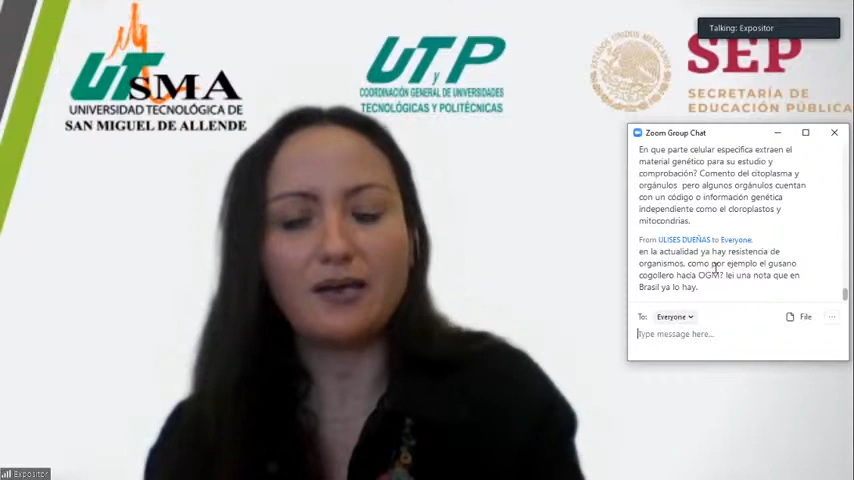 UTSMA
UNIVERSIDAD TECNOLÓGICA DE
SAN MIGUEL DE ALLENDE
UTyP
COORDINACIÓN GENERAL DE UNIVERSIDADES
TECNOLÓGICAS Y POLITÉCNICAS
ESTADOS UNIDOS MEXICANOS
SEP
SECRETARÍA DE
EDUCACIÓN PÚBLICA
Talking: Expositor
Zoom Group Chat
En que parte celular especifica extraen el
material genético para su estudio y
comprobación? Comento del citoplasma y
orgánulos pero algunos orgánulos cuentan
con un código o información genética
independiente como el cloroplastos y
mitocondrias.
From ULISES DUEÑAS to Everyone:
en la actualidad ya hay resistencia de
organismos, como por ejemplo el gusano
cogollero hacia OGM? lei una nota que en
Brasil ya lo hay.
To: Everyone
File
Type message here...
Expositor